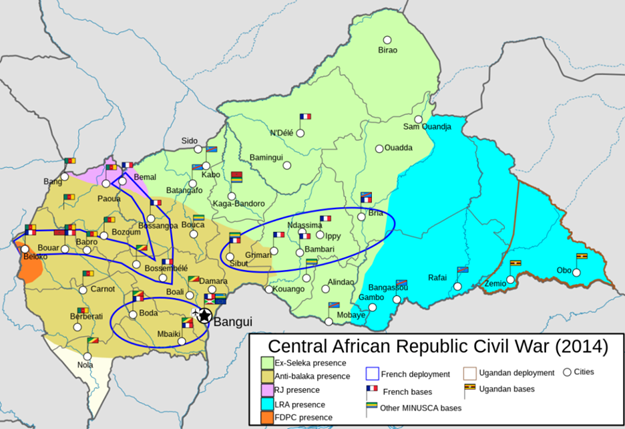 Birao
Sam Ouandja
N'Délé
Ouadda
Sido
Kabo
Bamingui
Batangafo
Kaga-Bandoro
Bang
Bemal
Paoua
Bossangoa
Bouca
Bria
Ndassima
Ippy
Bozoum
Bouar
Bapro
Beloko
Bossembélé
Sibut
Grimari
Bambari
Damara
Boali
Kouango
Alindao
Bangassou
Rafai
Zemio
Obo
Carnot
Boda
Bangui
Gambo
Mobaye
Berberati
Mbaiki
Nola
Central African Republic Civil War (2014)
Ex-Seleka presence
Anti-balaka presence
RJ presence
LRA presence
FDPC presence
French deployment
French bases
Other MINUSCA bases
Ugandan deployment
Ugandan bases
Cities